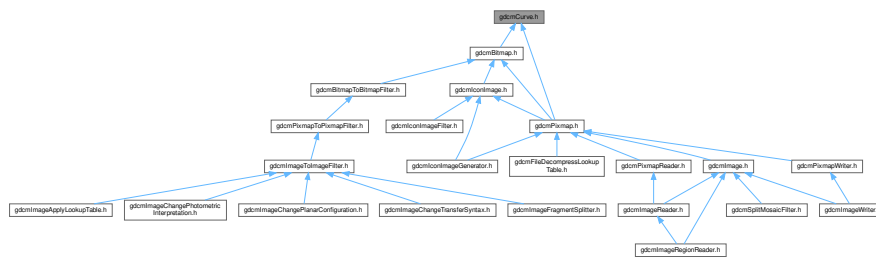 gdcmCurve.h
gdcmBitmap.h
gdcmBitmapToBitmapFilter.h
gdcmIconImage.h
gdcmPixmapToPixmapFilter.h
gdcmIconImageFilter.h
gdcmPixmap.h
gdcmImageToImageFilter.h
gdcmIconImageGenerator.h
gdcmFileDecompressLookup
Table.h
gdcmPixmapReader.h
gdcmImage.h
gdcmPixmapWriter.h
gdcmImageApplyLookupTable.h
gdcmImageChangePhotometric
Interpretation.h
gdcmImageChangePlanarConfiguration.h
gdcmImageChangeTransferSyntax.h
gdcmImageFragmentSplitter.h
gdcmImageReader.h
gdcmSplitMosaicFilter.h
gdcmImageWriter.
gdcmImageRegionReader.h